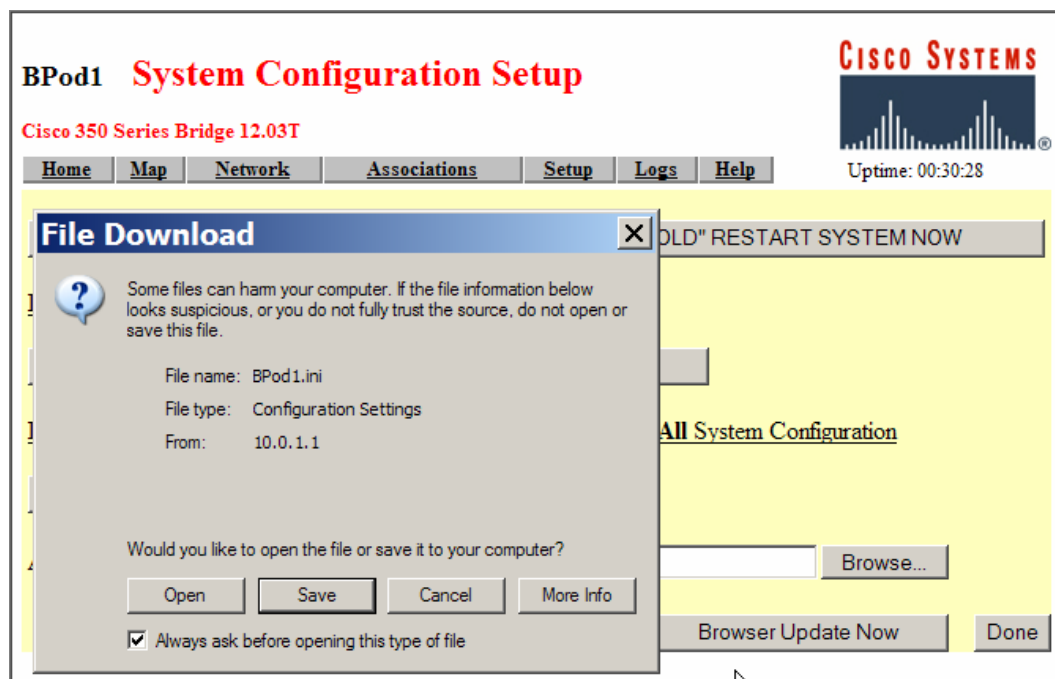 BPod1 System Configuration Setup
CISCO SYSTEMS
®
Cisco 350 Series Bridge 12.03T
Home Map Network Associations Setup Logs Help
Uptime: 00:30:28
File Download
OLD" RESTART SYSTEM NOW
Some files can harm your computer. If the file information below
looks suspicious, or you do not fully trust the source, do not open or
save this file.
File name: BPod1.ini
File type: Configuration Settings
From: 10.0.1.1
All System Configuration
Would you like to open the file or save it to your computer?
Browse...
Open Save Cancel More Info
Always ask before opening this type of file
Browser Update Now Done